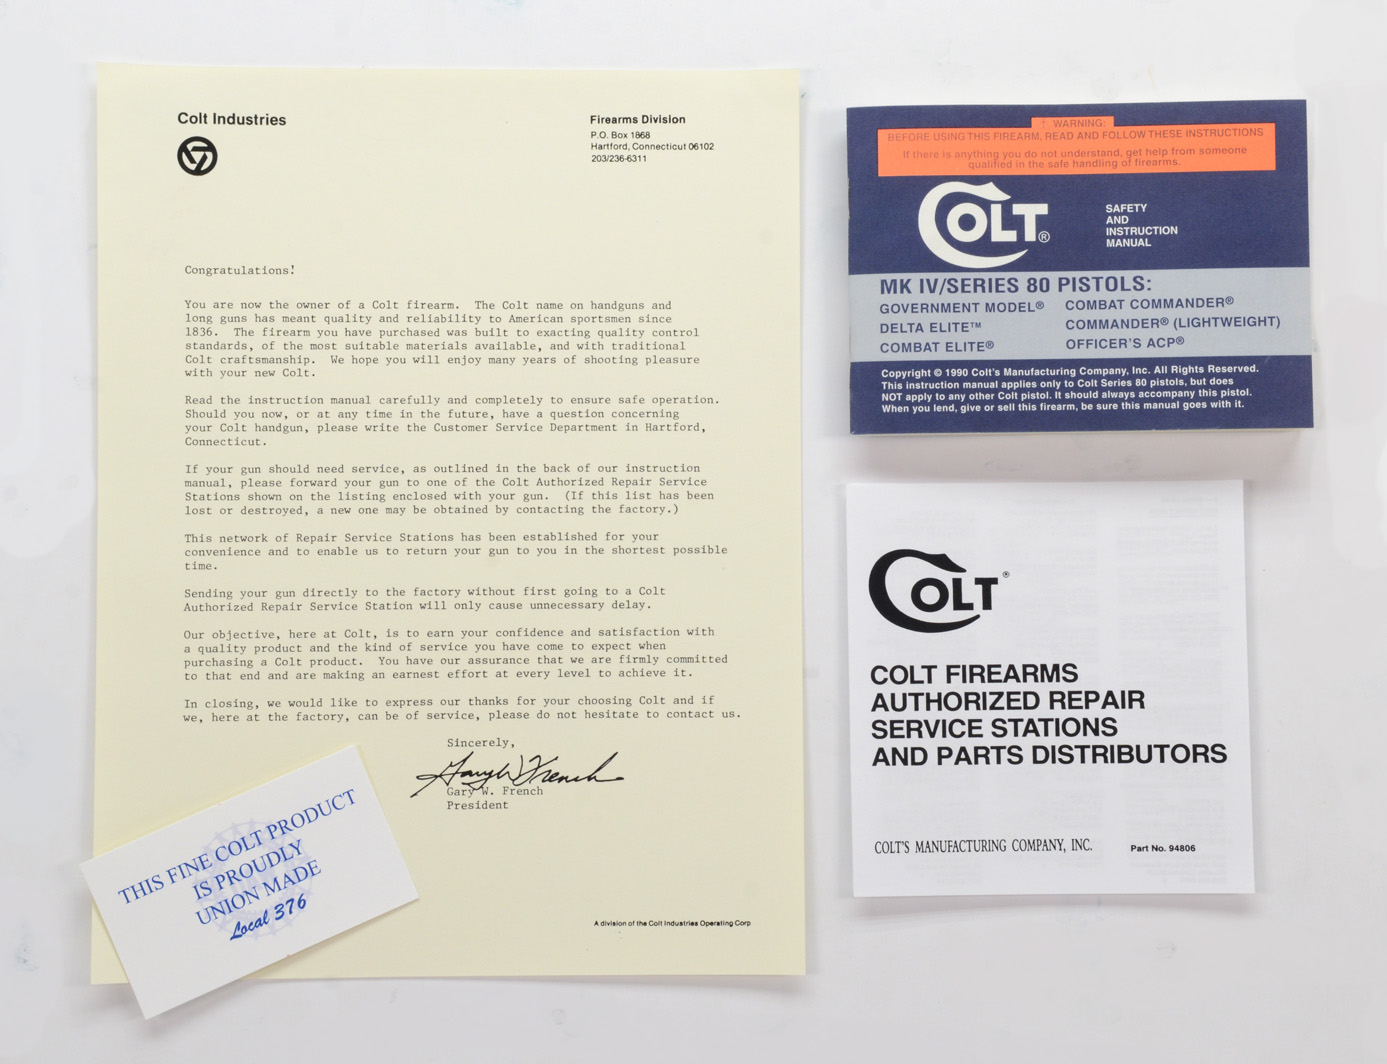 Colt Industries
Firearms Division
P.O. Box 1868
Hartford, Connecticut 06102
203/236-6311
Congratulations!
You are now the owner of a Colt firearm. The Colt name on handguns and
long guns has meant quality and reliability to American sportsmen since
1836. The firearm you have purchased was built to exacting quality control
standards, of the most suitable materials available, and with traditional
Colt craftsmanship. We hope you will enjoy many years of shooting pleasure
with your new Colt.
Read the instruction manual carefully and completely to ensure safe operation.
Should you now, or at any time in the future, have a question concerning
your Colt handgun, please write the Customer Service Department in Hartford,
Connecticut.
If your gun should need service, as outlined in the back of our instruction
manual, please forward your gun to one of the Colt Authorized Repair Service
Stations shown on the listing enclosed with your gun. (If this list has been
lost or destroyed, a new one may be obtained by contacting the factory.)
This network of Repair Service Stations has been established for your
convenience and to enable us to return your gun to you in the shortest possible
time.
Sending your gun directly to the factory without first going to a Colt
Authorized Repair Service Station will only cause unnecessary delay.
Our objective, here at Colt, is to earn your confidence and satisfaction with
a quality product and the kind of service you have come to expect when
purchasing a Colt product. You have our assurance that we are firmly committed
to that end and are making an earnest effort at every level to achieve it.
In closing, we would like to express our thanks for your choosing Colt and if
we, here at the factory, can be of service, please do not hesitate to contact us.
Sincerely,
Gary W. French
Gary W. French
President
A division of the Colt Industries Operating Corp
THIS FINE COLT PRODUCT
IS PROUDLY
UNION MADE
Local 376
WARNING:
BEFORE USING THIS FIREARM, READ AND FOLLOW THESE INSTRUCTIONS
If there is anything you do not understand, get help from someone
qualified in the safe handling of firearms.
COLT®
SAFETY
AND
INSTRUCTION
MANUAL
MK IV/SERIES 80 PISTOLS:
GOVERNMENT MODEL®
DELTA ELITE™
COMBAT ELITE®
COMBAT COMMANDER®
COMMANDER® (LIGHTWEIGHT)
OFFICER'S ACP®
Copyright © 1990 Colt's Manufacturing Company, Inc. All Rights Reserved.
This instruction manual applies only to Colt Series 80 pistols, but does
NOT apply to any other Colt pistol. It should always accompany this pistol.
When you lend, give or sell this firearm, be sure this manual goes with it.
COLT®
COLT FIREARMS
AUTHORIZED REPAIR
SERVICE STATIONS
AND PARTS DISTRIBUTORS
COLT'S MANUFACTURING COMPANY, INC.
Part No. 94806